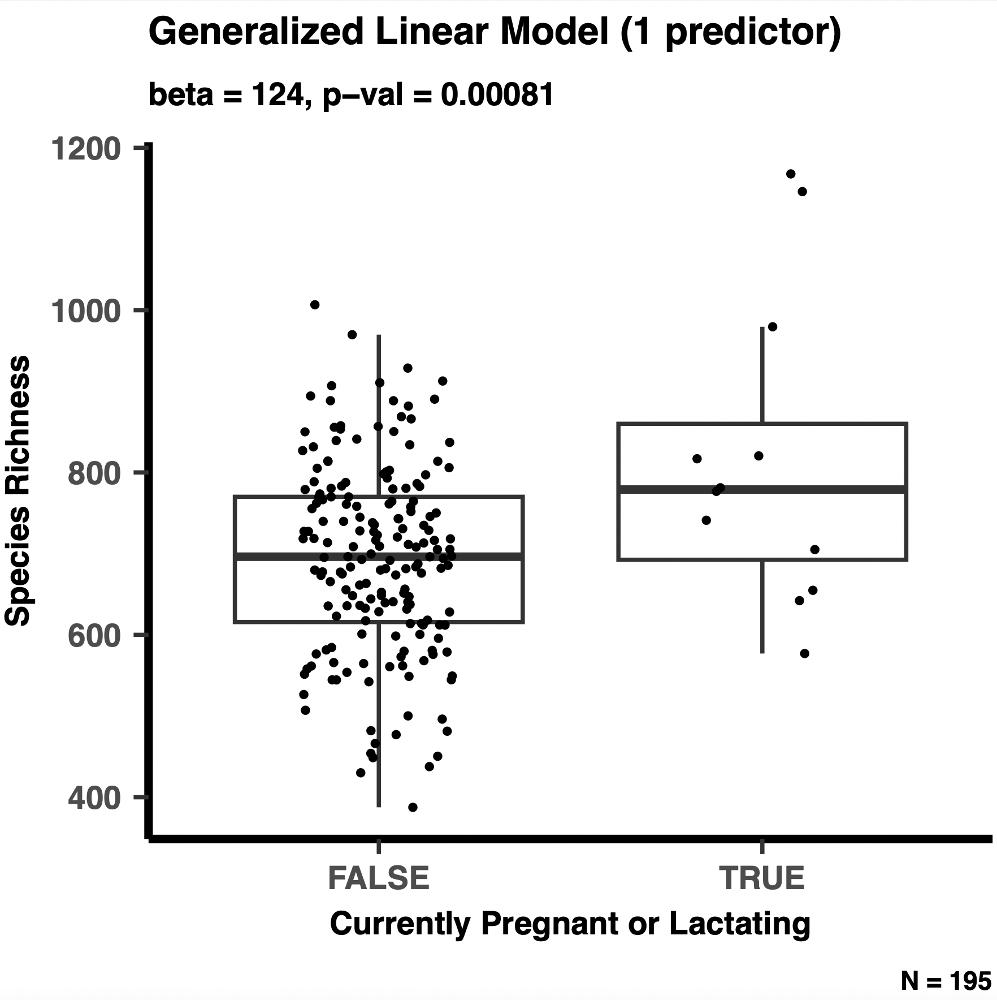 Generalized Linear Model (1 predictor)
beta = 124, p−val = 0.00081
1200
1000
800
600
400
Species Richness
FALSE
TRUE
Currently Pregnant or Lactating
N = 195